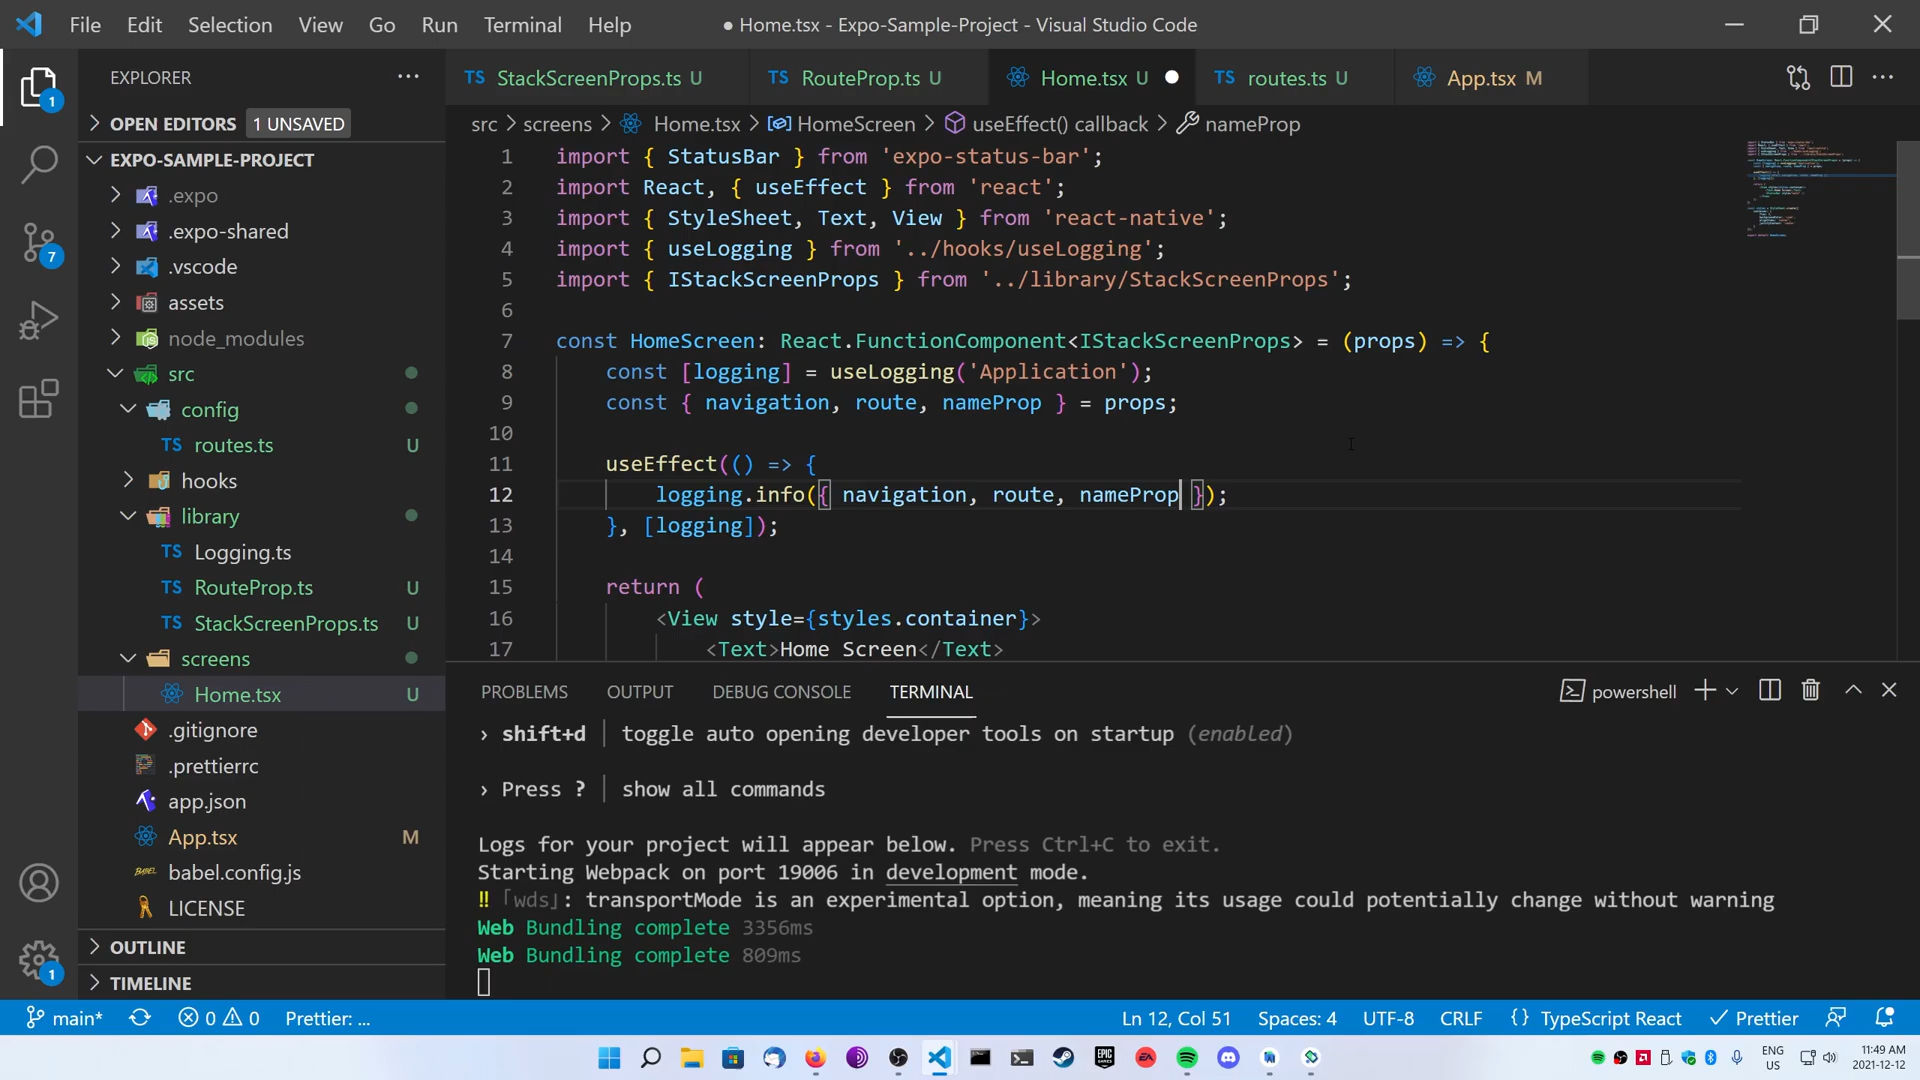 File Edit Selection View Go Run Terminal Help
● Home.tsx - Expo-Sample-Project - Visual Studio Code
EXPLORER
OPEN EDITORS 1 UNSAVED
EXPO-SAMPLE-PROJECT
.expo
.expo-shared
.vscode
assets
node_modules
src
config
TS routes.ts U
hooks
library
TS Logging.ts
TS RouteProp.ts U
TS StackScreenProps.ts U
screens
Home.tsx U
.gitignore
.prettierrc
app.json
App.tsx M
babel.config.js
LICENSE
OUTLINE
TIMELINE
1
7
1
TS StackScreenProps.ts U
TS RouteProp.ts U
Home.tsx U
TS routes.ts U
App.tsx M
src > screens > Home.tsx > HomeScreen > useEffect() callback > nameProp
1 import { StatusBar } from 'expo-status-bar';
2 import React, { useEffect } from 'react';
3 import { StyleSheet, Text, View } from 'react-native';
4 import { useLogging } from '../hooks/useLogging';
5 import { IStackScreenProps } from '../library/StackScreenProps';
6
7 const HomeScreen: React.FunctionComponent<IStackScreenProps> = (props) => {
8 const [logging] = useLogging('Application');
9 const { navigation, route, nameProp } = props;
10
11 useEffect(() => {
12 logging.info({ navigation, route, nameProp });
13 }, [logging]);
14
15 return (
16 <View style={styles.container}>
17 <Text>Home Screen</Text>
PROBLEMS OUTPUT DEBUG CONSOLE TERMINAL
powershell
› shift+d │ toggle auto opening developer tools on startup (enabled)
› Press ? │ show all commands
Logs for your project will appear below. Press Ctrl+C to exit.
Starting Webpack on port 19006 in development mode.
‼ ｢wds｣: transportMode is an experimental option, meaning its usage could potentially change without warning
Web Bundling complete 3356ms
Web Bundling complete 809ms
main* 0 0 Prettier: ...
Ln 12, Col 51 Spaces: 4 UTF-8 CRLF {} TypeScript React Prettier
ENG
US
11:49 AM
2021-12-12